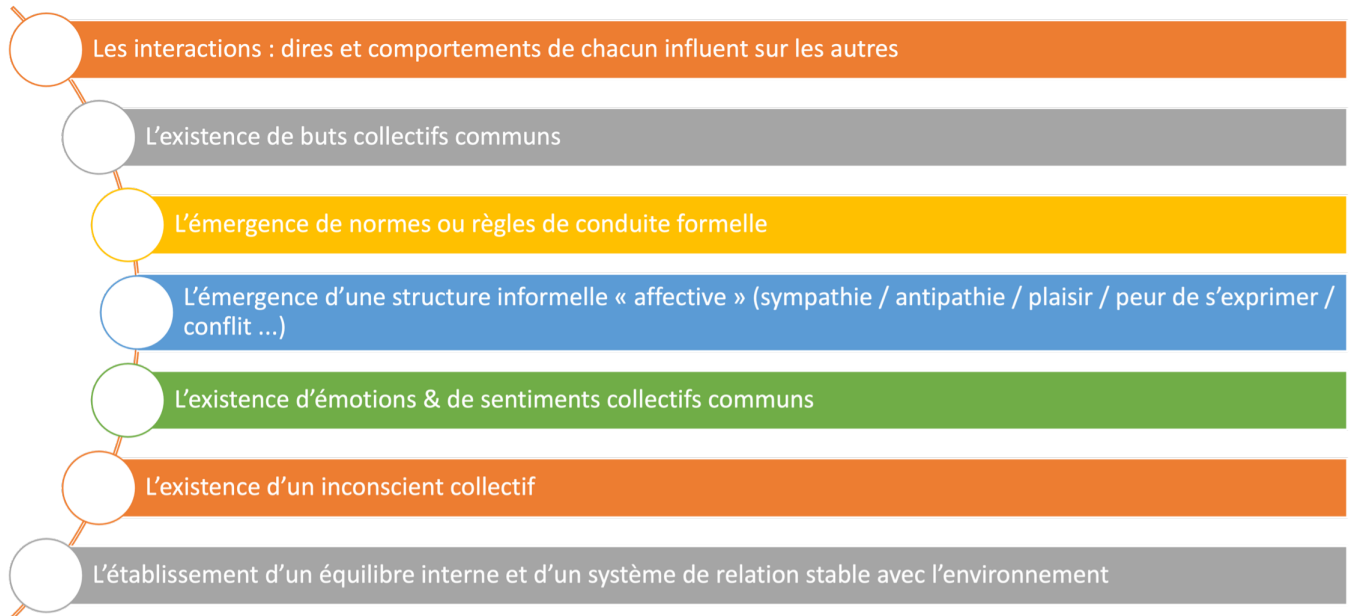 Les interactions : dires et comportements de chacun influent sur les autres
L’existence de buts collectifs communs
L’émergence de normes ou règles de conduite formelle
L’émergence d’une structure informelle « affective » (sympathie / antipathie / plaisir / peur de s’exprimer /
conflit ...)
L’existence d’émotions & de sentiments collectifs communs
L’existence d’un inconscient collectif
L’établissement d’un équilibre interne et d’un système de relation stable avec l’environnement